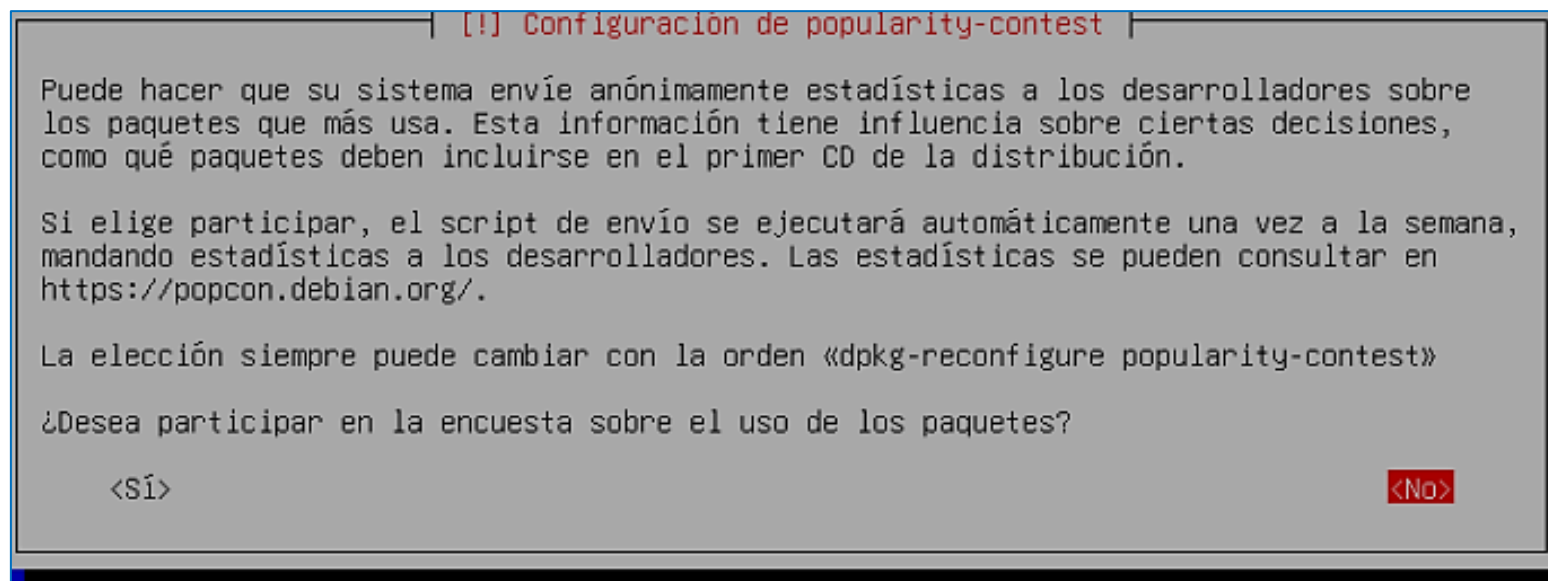 [!] Configuración de popularity-contest
Puede hacer que su sistema envíe anónimamente estadísticas a los desarrolladores sobre
los paquetes que más usa. Esta información tiene influencia sobre ciertas decisiones,
como qué paquetes deben incluirse en el primer CD de la distribución.
Si elige participar, el script de envío se ejecutará automáticamente una vez a la semana,
mandando estadísticas a los desarrolladores. Las estadísticas se pueden consultar en
https://popcon.debian.org/.
La elección siempre puede cambiar con la orden «dpkg-reconfigure popularity-contest»
¿Desea participar en la encuesta sobre el uso de los paquetes?
<Sí> <No>